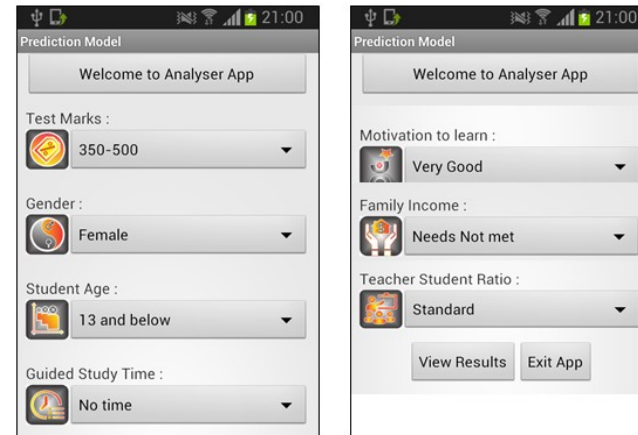 21:00
Prediction Model
Welcome to Analyser App
Test Marks :
350-500
Gender :
Female
Student Age :
13 and below
Guided Study Time :
No time
21:00
Prediction Model
Welcome to Analyser App
Motivation to learn :
Very Good
Family Income :
Needs Not met
Teacher Student Ratio :
Standard
View Results Exit App